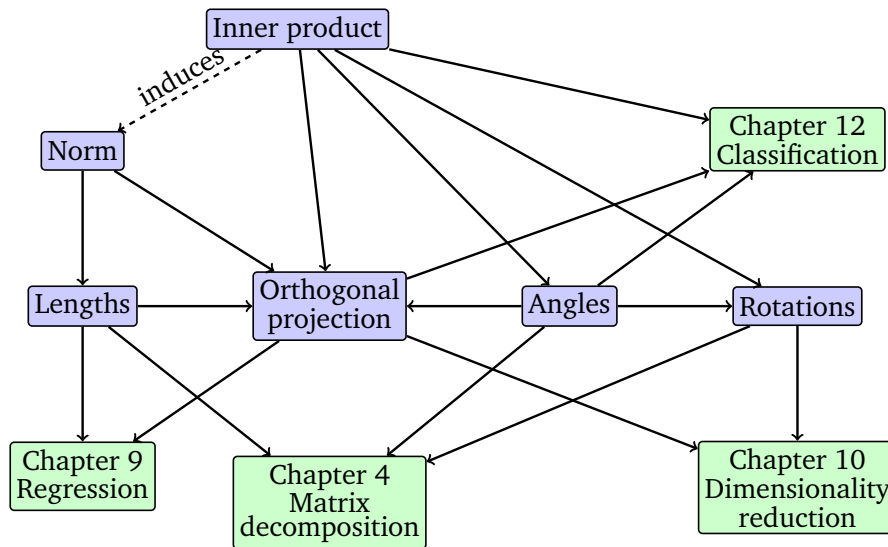 Inner product
induces
Chapter 12
Classification
Norm
Lengths
Orthogonal
projection
Angles
Rotations
Chapter 9
Regression
Chapter 4
Matrix
decomposition
Chapter 10
Dimensionality
reduction